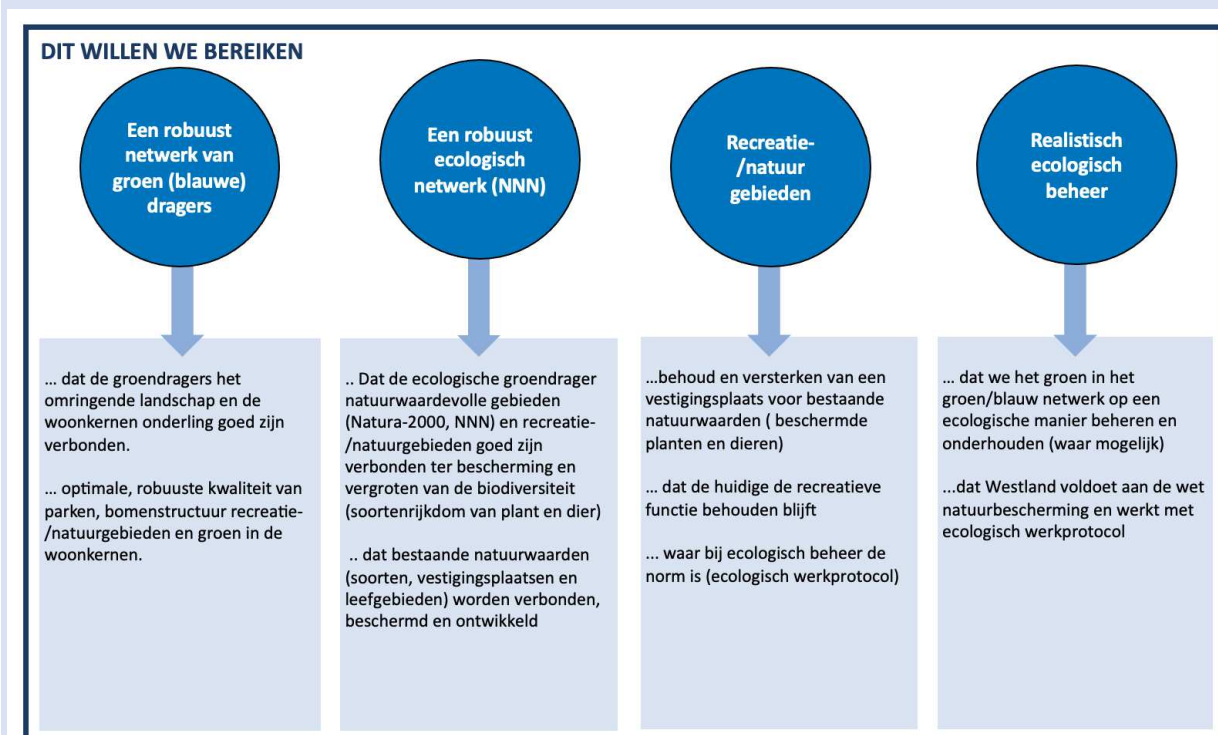 DIT WILLEN WE BEREIKEN
Een robuust
netwerk van
groen (blauwe)
dragers
... dat de groendragers het
omringende landschap en de
woonkernen onderling goed zijn
verbonden.
... optimale, robuuste kwaliteit van
parken, bomenstructuur recreatie-
/natuurgebieden en groen in de
woonkernen.
Een robuust
ecologisch
netwerk (NNN)
.. Dat de ecologische groendrager
natuurwaardevolle gebieden
(Natura-2000, NNN) en recreatie-
/natuurgebieden goed zijn
verbonden ter bescherming en
vergroten van de biodiversiteit
(soortenrijkdom van plant en dier)
.. dat bestaande natuurwaarden
(soorten, vestigingsplaatsen en
leefgebieden) worden verbonden,
beschermd en ontwikkeld
Recreatie-
/natuur
gebieden
...behoud en versterken van een
vestigingsplaats voor bestaande
natuurwaarden ( beschermde
planten en dieren)
... dat de huidige de recreatieve
functie behouden blijft
... waar bij ecologisch beheer de
norm is (ecologisch werkprotocol)
Realistisch
ecologisch
beheer
... dat we het groen in het
groen/blauw netwerk op een
ecologische manier beheren en
onderhouden (waar mogelijk)
...dat Westland voldoet aan de wet
natuurbescherming en werkt met
ecologisch werkprotocol